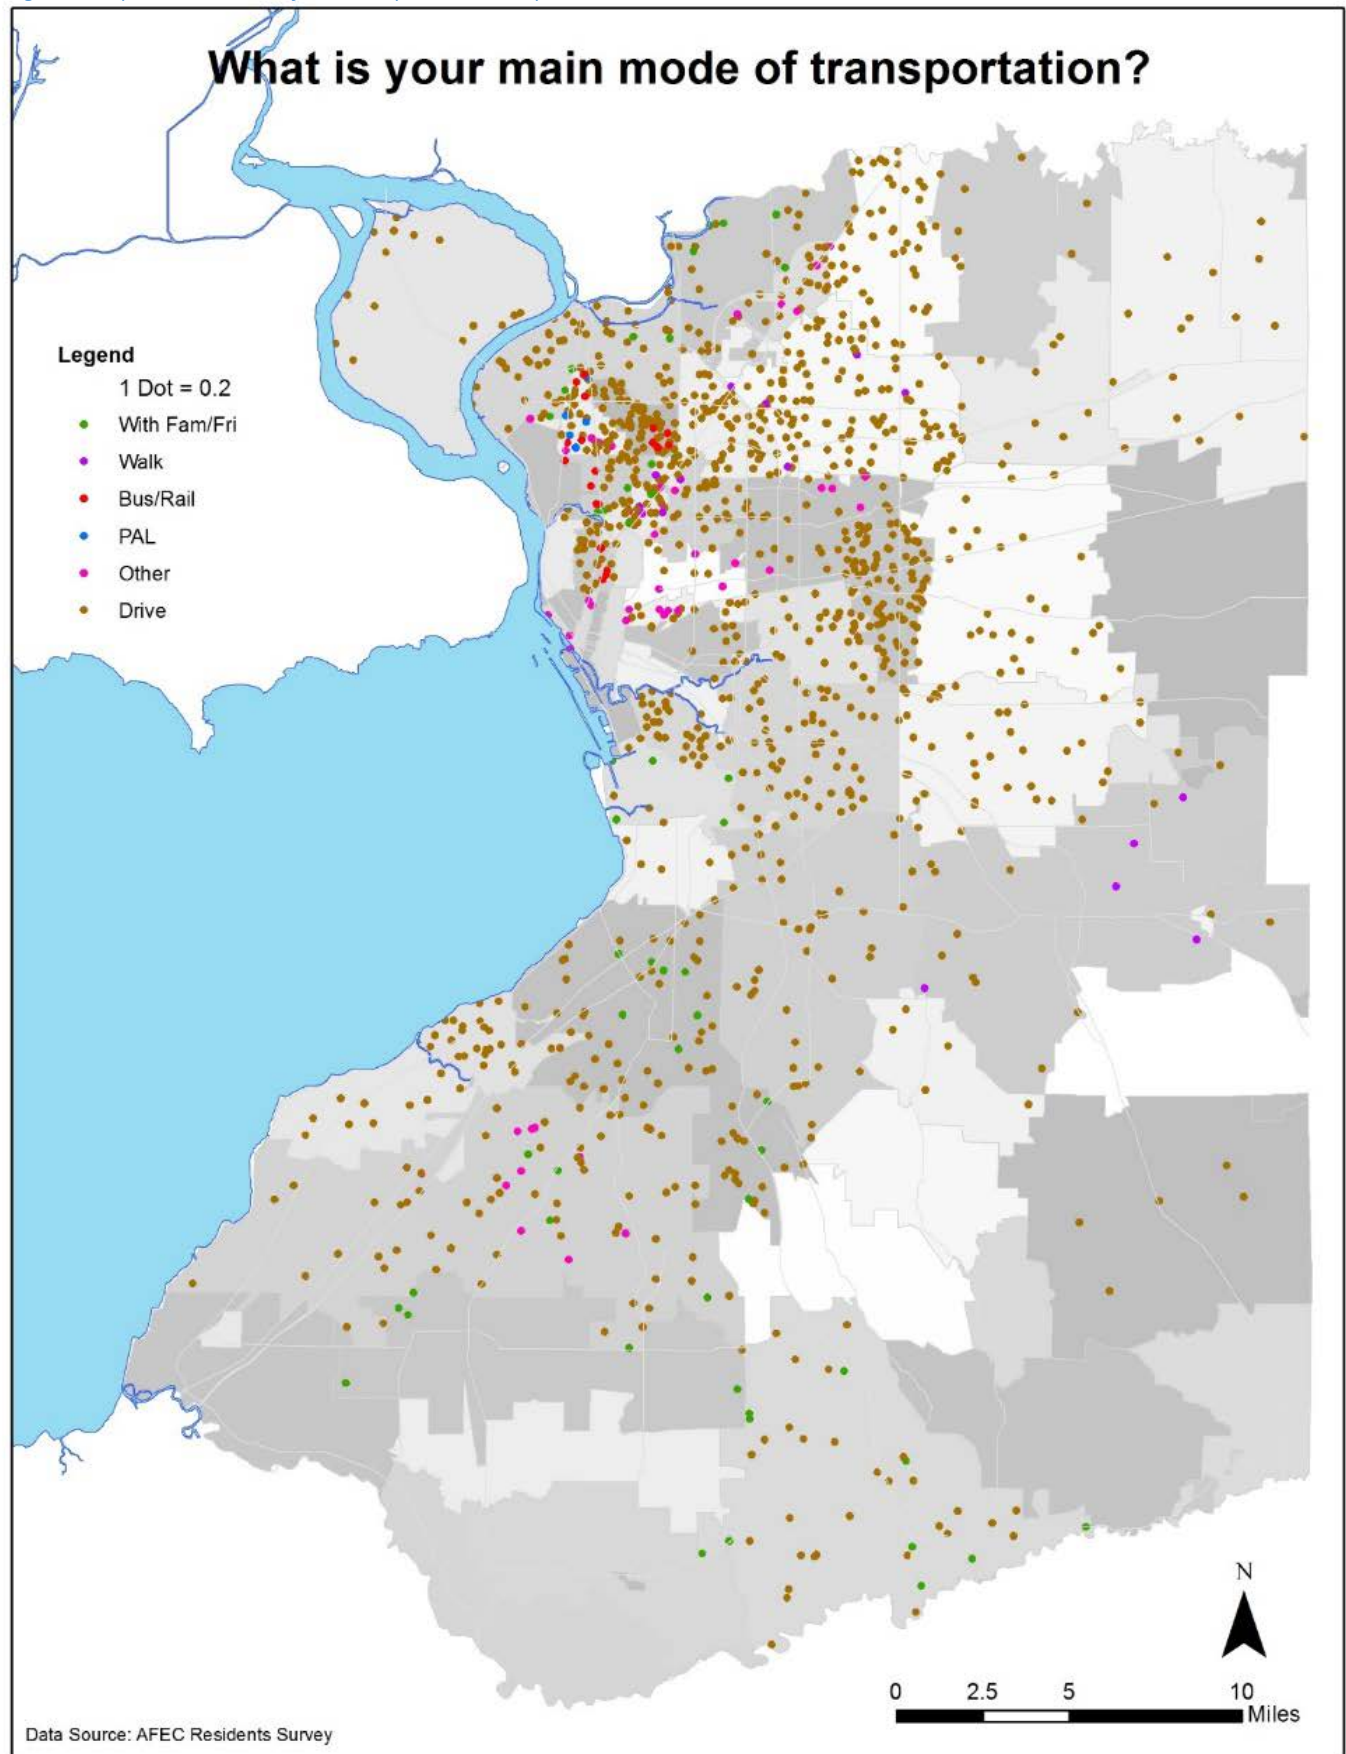 What is your main mode of transportation?
Legend
1 Dot = 0.2
With Fam/Fri
Walk
Bus/Rail
PAL
Other
Drive
N
0 2.5 5 10
Miles
Data Source: AFEC Residents Survey